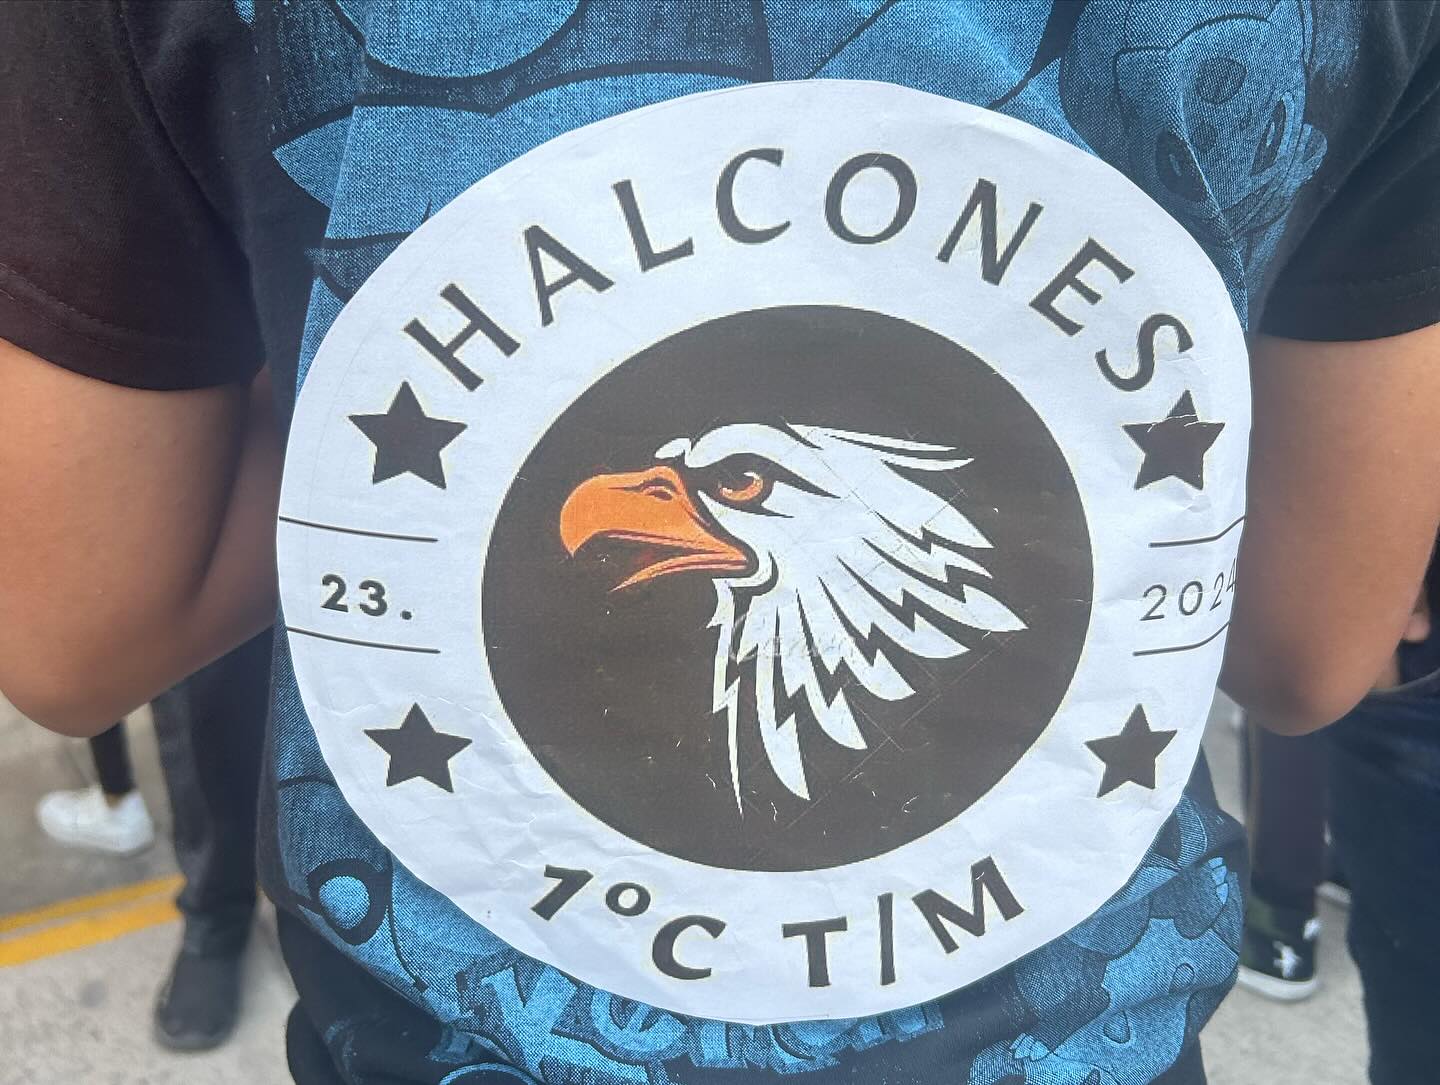 HALCONES
23.
2024
1°C T/M